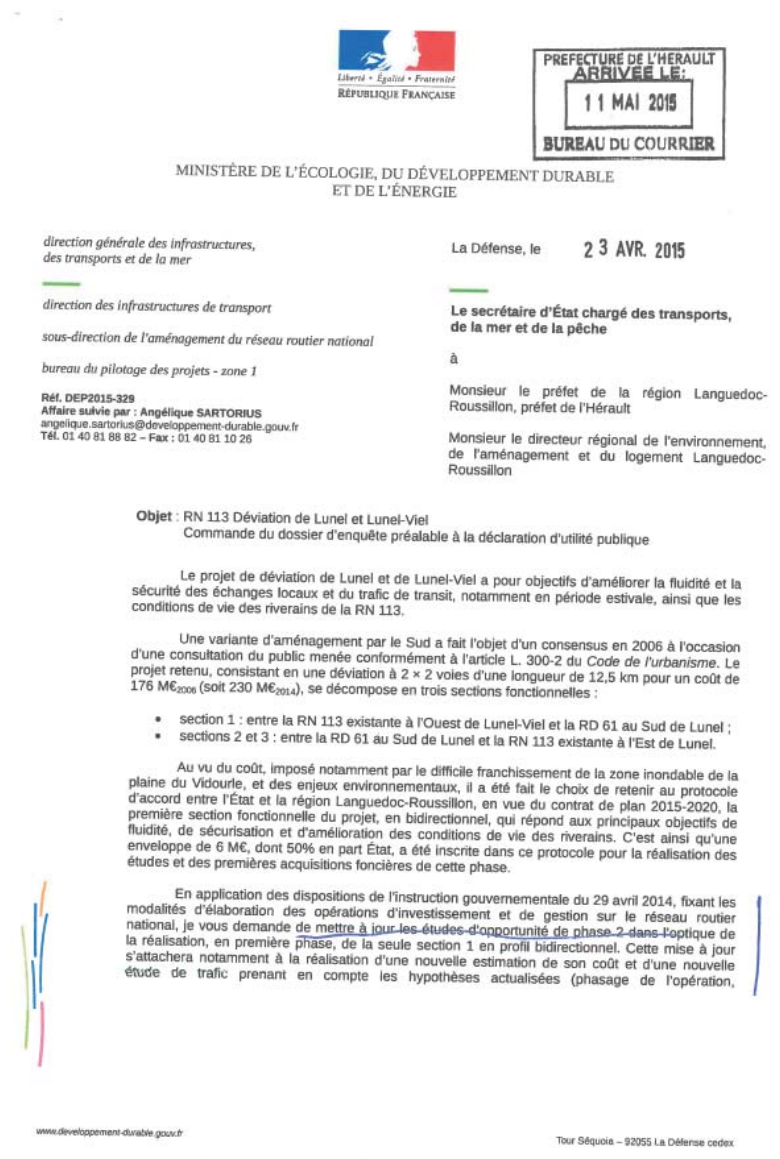 Liberté • Égalité • Fraternité
RÉPUBLIQUE FRANÇAISE
PREFECTURE DE L'HERAULT
ARRIVÉE LE:
11 MAI 2015
BUREAU DU COURRIER
MINISTÈRE DE L'ÉCOLOGIE, DU DÉVELOPPEMENT DURABLE
ET DE L'ÉNERGIE
direction générale des infrastructures,
des transports et de la mer
direction des infrastructures de transport
sous-direction de l'aménagement du réseau routier national
bureau du pilotage des projets - zone 1
Réf. DEP2015-329
Affaire suivie par : Angélique SARTORIUS
angelique.sartorius@developpement-durable.gouv.fr
Tél. 01 40 81 88 82 – Fax : 01 40 81 10 26
La Défense, le 23 AVR. 2015
Le secrétaire d'État chargé des transports,
de la mer et de la pêche
à
Monsieur le préfet de la région Languedoc-
Roussillon, préfet de l'Hérault
Monsieur le directeur régional de l'environnement,
de l'aménagement et du logement Languedoc-
Roussillon
Objet : RN 113 Déviation de Lunel et Lunel-Viel
Commande du dossier d'enquête préalable à la déclaration d'utilité publique
Le projet de déviation de Lunel et de Lunel-Viel a pour objectifs d'améliorer la fluidité et la
sécurité des échanges locaux et du trafic de transit, notamment en période estivale, ainsi que les
conditions de vie des riverains de la RN 113.
Une variante d'aménagement par le Sud a fait l'objet d'un consensus en 2006 à l'occasion
d'une consultation du public menée conformément à l'article L. 300-2 du Code de l'urbanisme. Le
projet retenu, consistant en une déviation à 2 × 2 voies d'une longueur de 12,5 km pour un coût de
176 M€2006 (soit 230 M€2014), se décompose en trois sections fonctionnelles :
• section 1 : entre la RN 113 existante à l'Ouest de Lunel-Viel et la RD 61 au Sud de Lunel ;
• sections 2 et 3 : entre la RD 61 au Sud de Lunel et la RN 113 existante à l'Est de Lunel.
Au vu du coût, imposé notamment par le difficile franchissement de la zone inondable de la
plaine du Vidourle, et des enjeux environnementaux, il a été fait le choix de retenir au protocole
d'accord entre l'État et la région Languedoc-Roussillon, en vue du contrat de plan 2015-2020, la
première section fonctionnelle du projet, en bidirectionnel, qui répond aux principaux objectifs de
fluidité, de sécurisation et d'amélioration des conditions de vie des riverains. C'est ainsi qu'une
enveloppe de 6 M€, dont 50% en part État, a été inscrite dans ce protocole pour la réalisation des
études et des premières acquisitions foncières de cette phase.
En application des dispositions de l'instruction gouvernementale du 29 avril 2014, fixant les
modalités d'élaboration des opérations d'investissement et de gestion sur le réseau routier
national, je vous demande de mettre à jour les études d'opportunité de phase 2 dans l'optique de
la réalisation, en première phase, de la seule section 1 en profil bidirectionnel. Cette mise à jour
s'attachera notamment à la réalisation d'une nouvelle estimation de son coût et d'une nouvelle
étude de trafic prenant en compte les hypothèses actualisées (phasage de l'opération,
www.developpement-durable.gouv.fr
Tour Séquoia – 92055 La Défense cedex